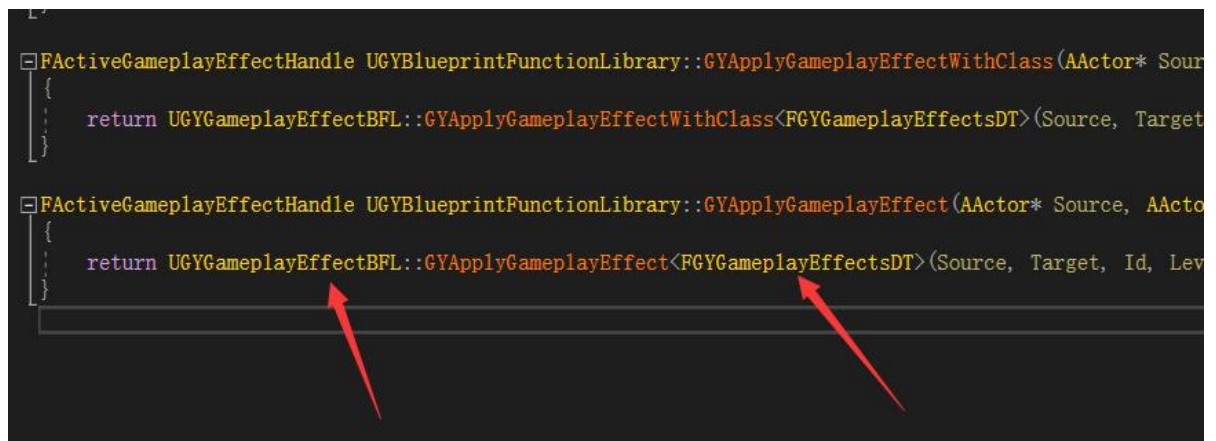 }
FActiveGameplayEffectHandle UGYBlueprintFunctionLibrary::GYApplyGameplayEffectWithClass(AActor* Sour
{
return UGYGameplayEffectBFL::GYApplyGameplayEffectWithClass<FGYGameplayEffectsDT>(Source, Target
}
FActiveGameplayEffectHandle UGYBlueprintFunctionLibrary::GYApplyGameplayEffect(AActor* Source, AActo
{
return UGYGameplayEffectBFL::GYApplyGameplayEffect<FGYGameplayEffectsDT>(Source, Target, Id, Lev
}